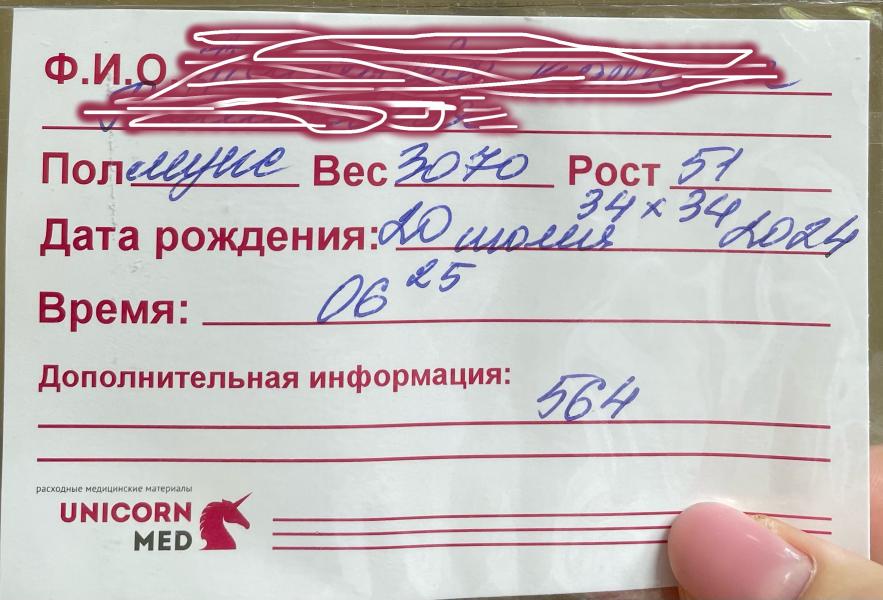 Ф.И.О
Пол муж Вес 3070 Рост 51
34 x 34
Дата рождения: 20 июля 2024
Время: 06 25
Дополнительная информация:
564
расходные медицинские материалы
UNICORN
MED